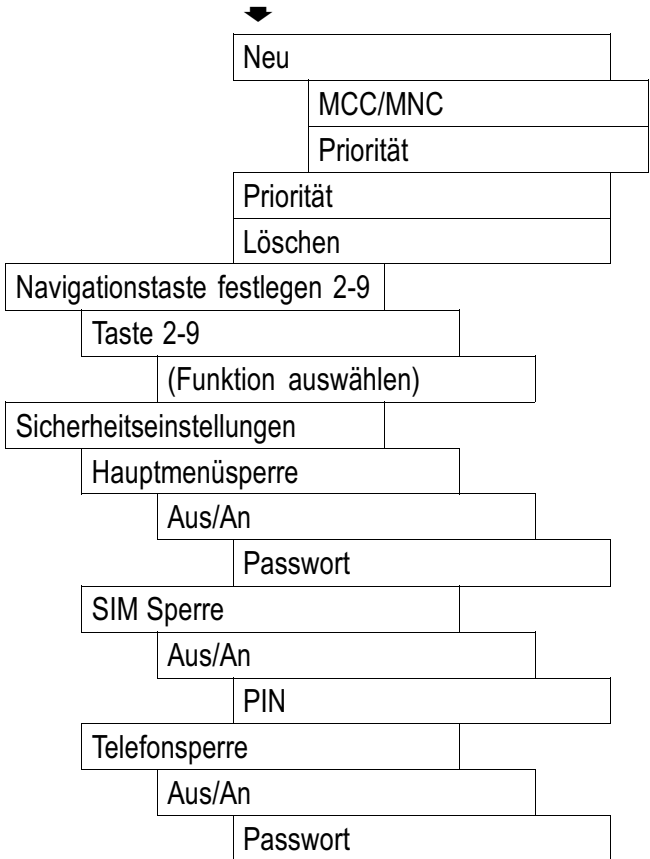 Neu
MCC/MNC
Priorität
Priorität
Löschen
Navigationstaste festlegen 2-9
Taste 2-9
(Funktion auswählen)
Sicherheitseinstellungen
Hauptmenüsperre
Aus/An
Passwort
SIM Sperre
Aus/An
PIN
Telefonsperre
Aus/An
Passwort